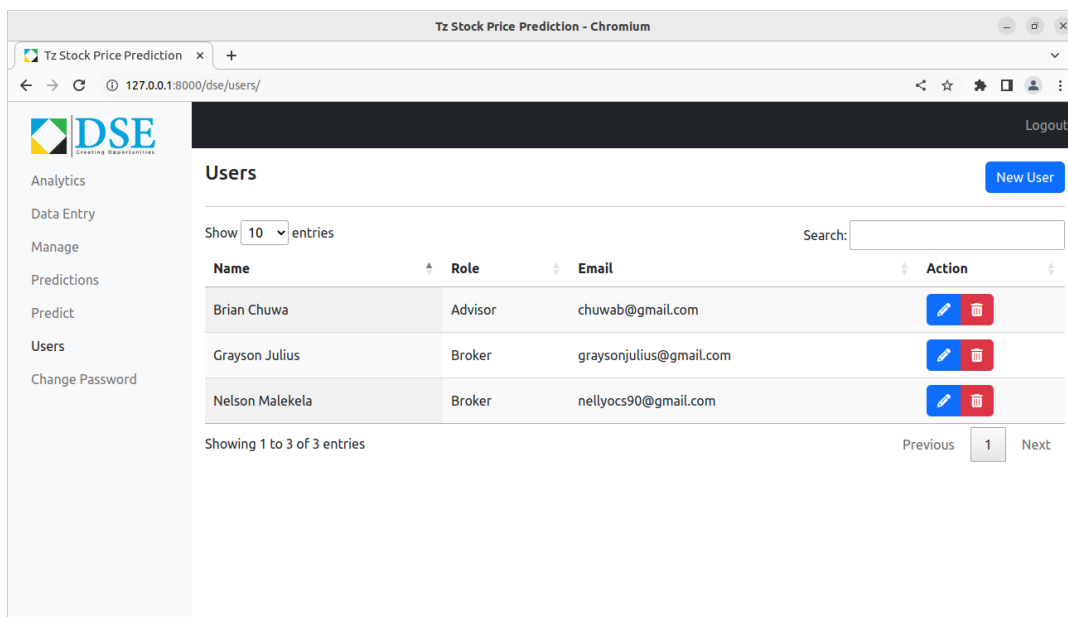 Tz Stock Price Prediction - Chromium
Tz Stock Price Prediction
127.0.0.1:8000/dse/users/
DSE
Creating Opportunities
Logout
Analytics
Data Entry
Manage
Predictions
Predict
Users
Change Password
Users New User
Show 10 entries Search:
Name Role Email Action
Brian Chuwa Advisor chuwab@gmail.com
Grayson Julius Broker graysonjulius@gmail.com
Nelson Malekela Broker nellyocs90@gmail.com
Showing 1 to 3 of 3 entries Previous 1 Next